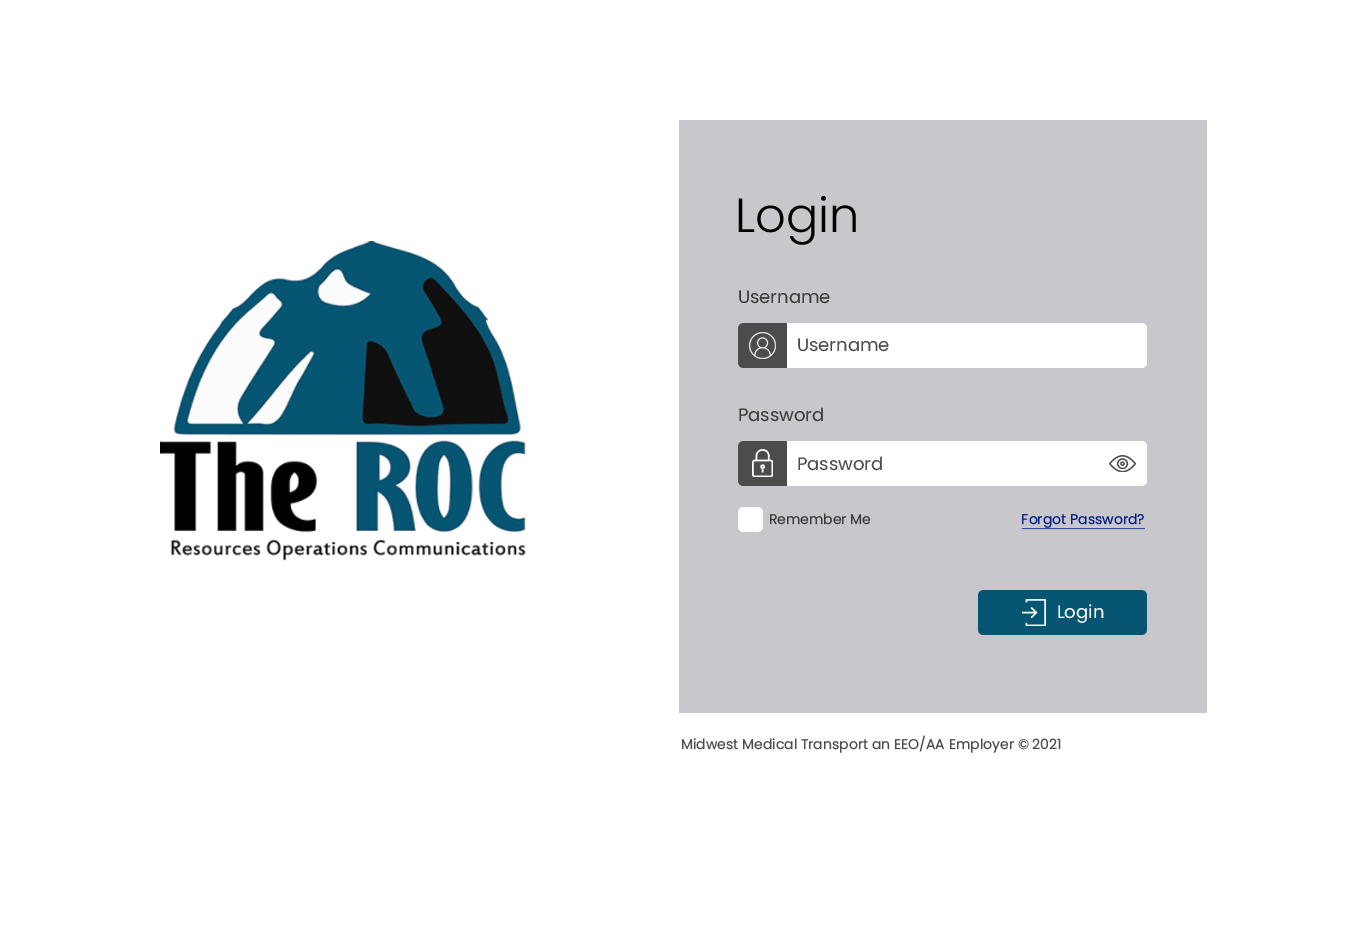 The ROC
Resources Operations Communications
Login
Username
Username
Password
Password
Remember Me
Forgot Password?
Login
Midwest Medical Transport an EEO/AA Employer © 2021